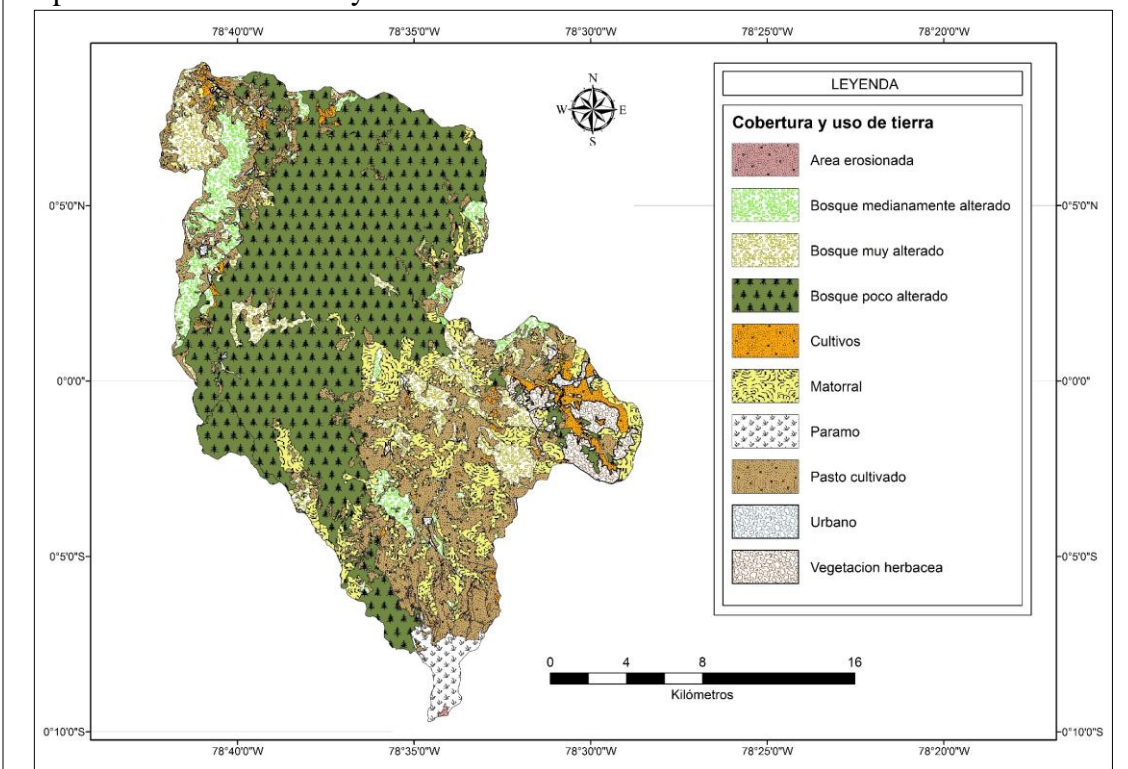 78°40'0"W 78°35'0"W 78°30'0"W 78°25'0"W 78°20'0"W
N
W E
S
LEYENDA
Cobertura y uso de tierra
Area erosionada
Bosque medianamente alterado
Bosque muy alterado
Bosque poco alterado
Cultivos
Matorral
Paramo
Pasto cultivado
Urbano
Vegetacion herbacea
0°5'0"N 0°5'0"N
0°0'0" 0°0'0"
0°5'0"S 0°5'0"S
0°10'0"S 0°10'0"S
0 4 8 16
Kilómetros
78°40'0"W 78°35'0"W 78°30'0"W 78°25'0"W 78°20'0"W